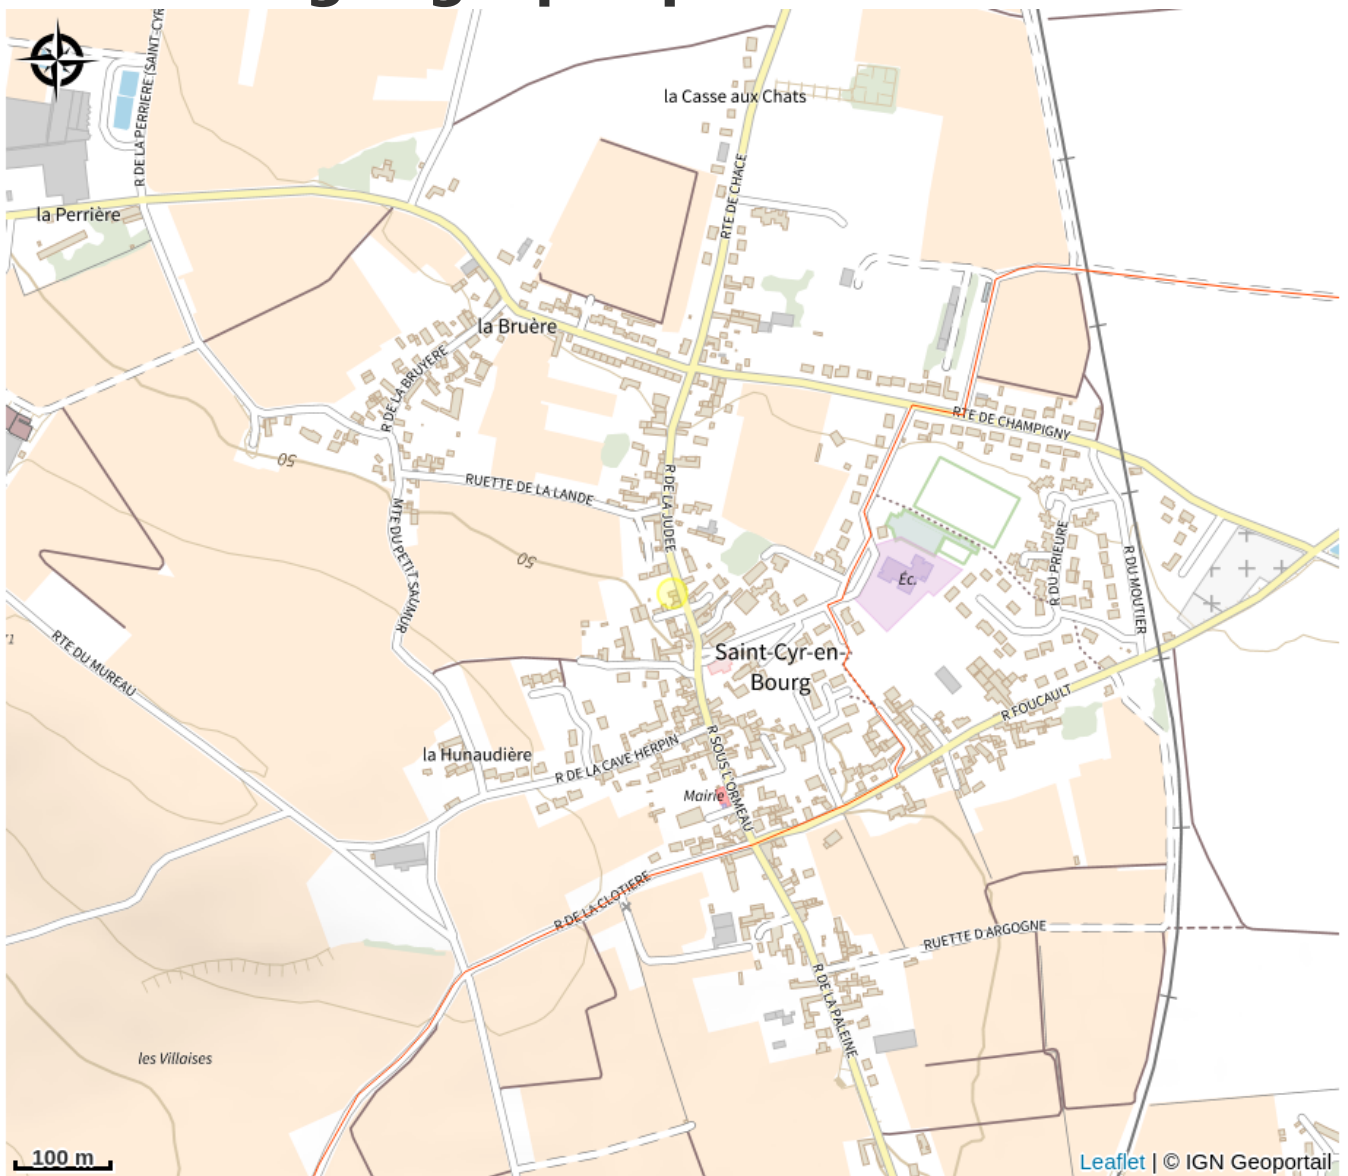 R DE LA PERRIERE (SAINT-CYR
la Casse aux Chats
RTE DE CHACE
la Perrière
la Bruère
R DE LA BRUYERE
RTE DE CHAMPIGNY
50
RUETTE DE LA LANDE
R DE LA JUDEE
MTE DU PETIT SAUMUR
50
Éc.
R DU PRIEURE
R DU MOUTIER
RTE DU MUREAU
Saint-Cyr-en-
Bourg
R FOUCAULT
la Hunaudière
R DE LA CAVE HERPIN
R SOUS L'ORMEAU
Mairie
R DE LA CLOTIERE
RUETTE D'ARGOGNE
R DE LA PALEINE
les Villaises
100 m
Leaflet | © IGN Geoportail